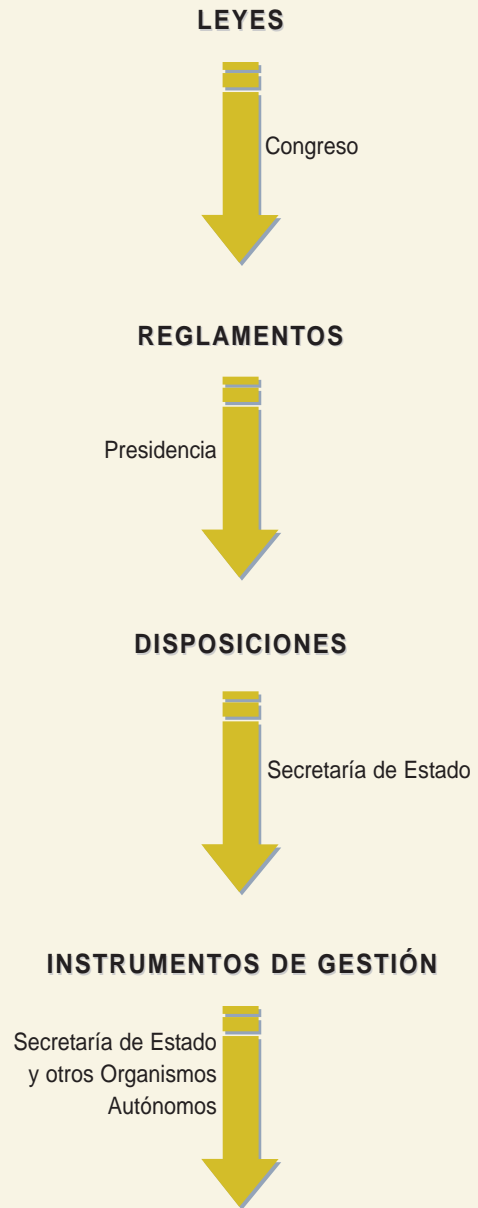 LEYES
Congreso
REGLAMENTOS
Presidencia
DISPOSICIONES
Secretaría de Estado
INSTRUMENTOS DE GESTIÓN
Secretaría de Estado
y otros Organismos
Autónomos